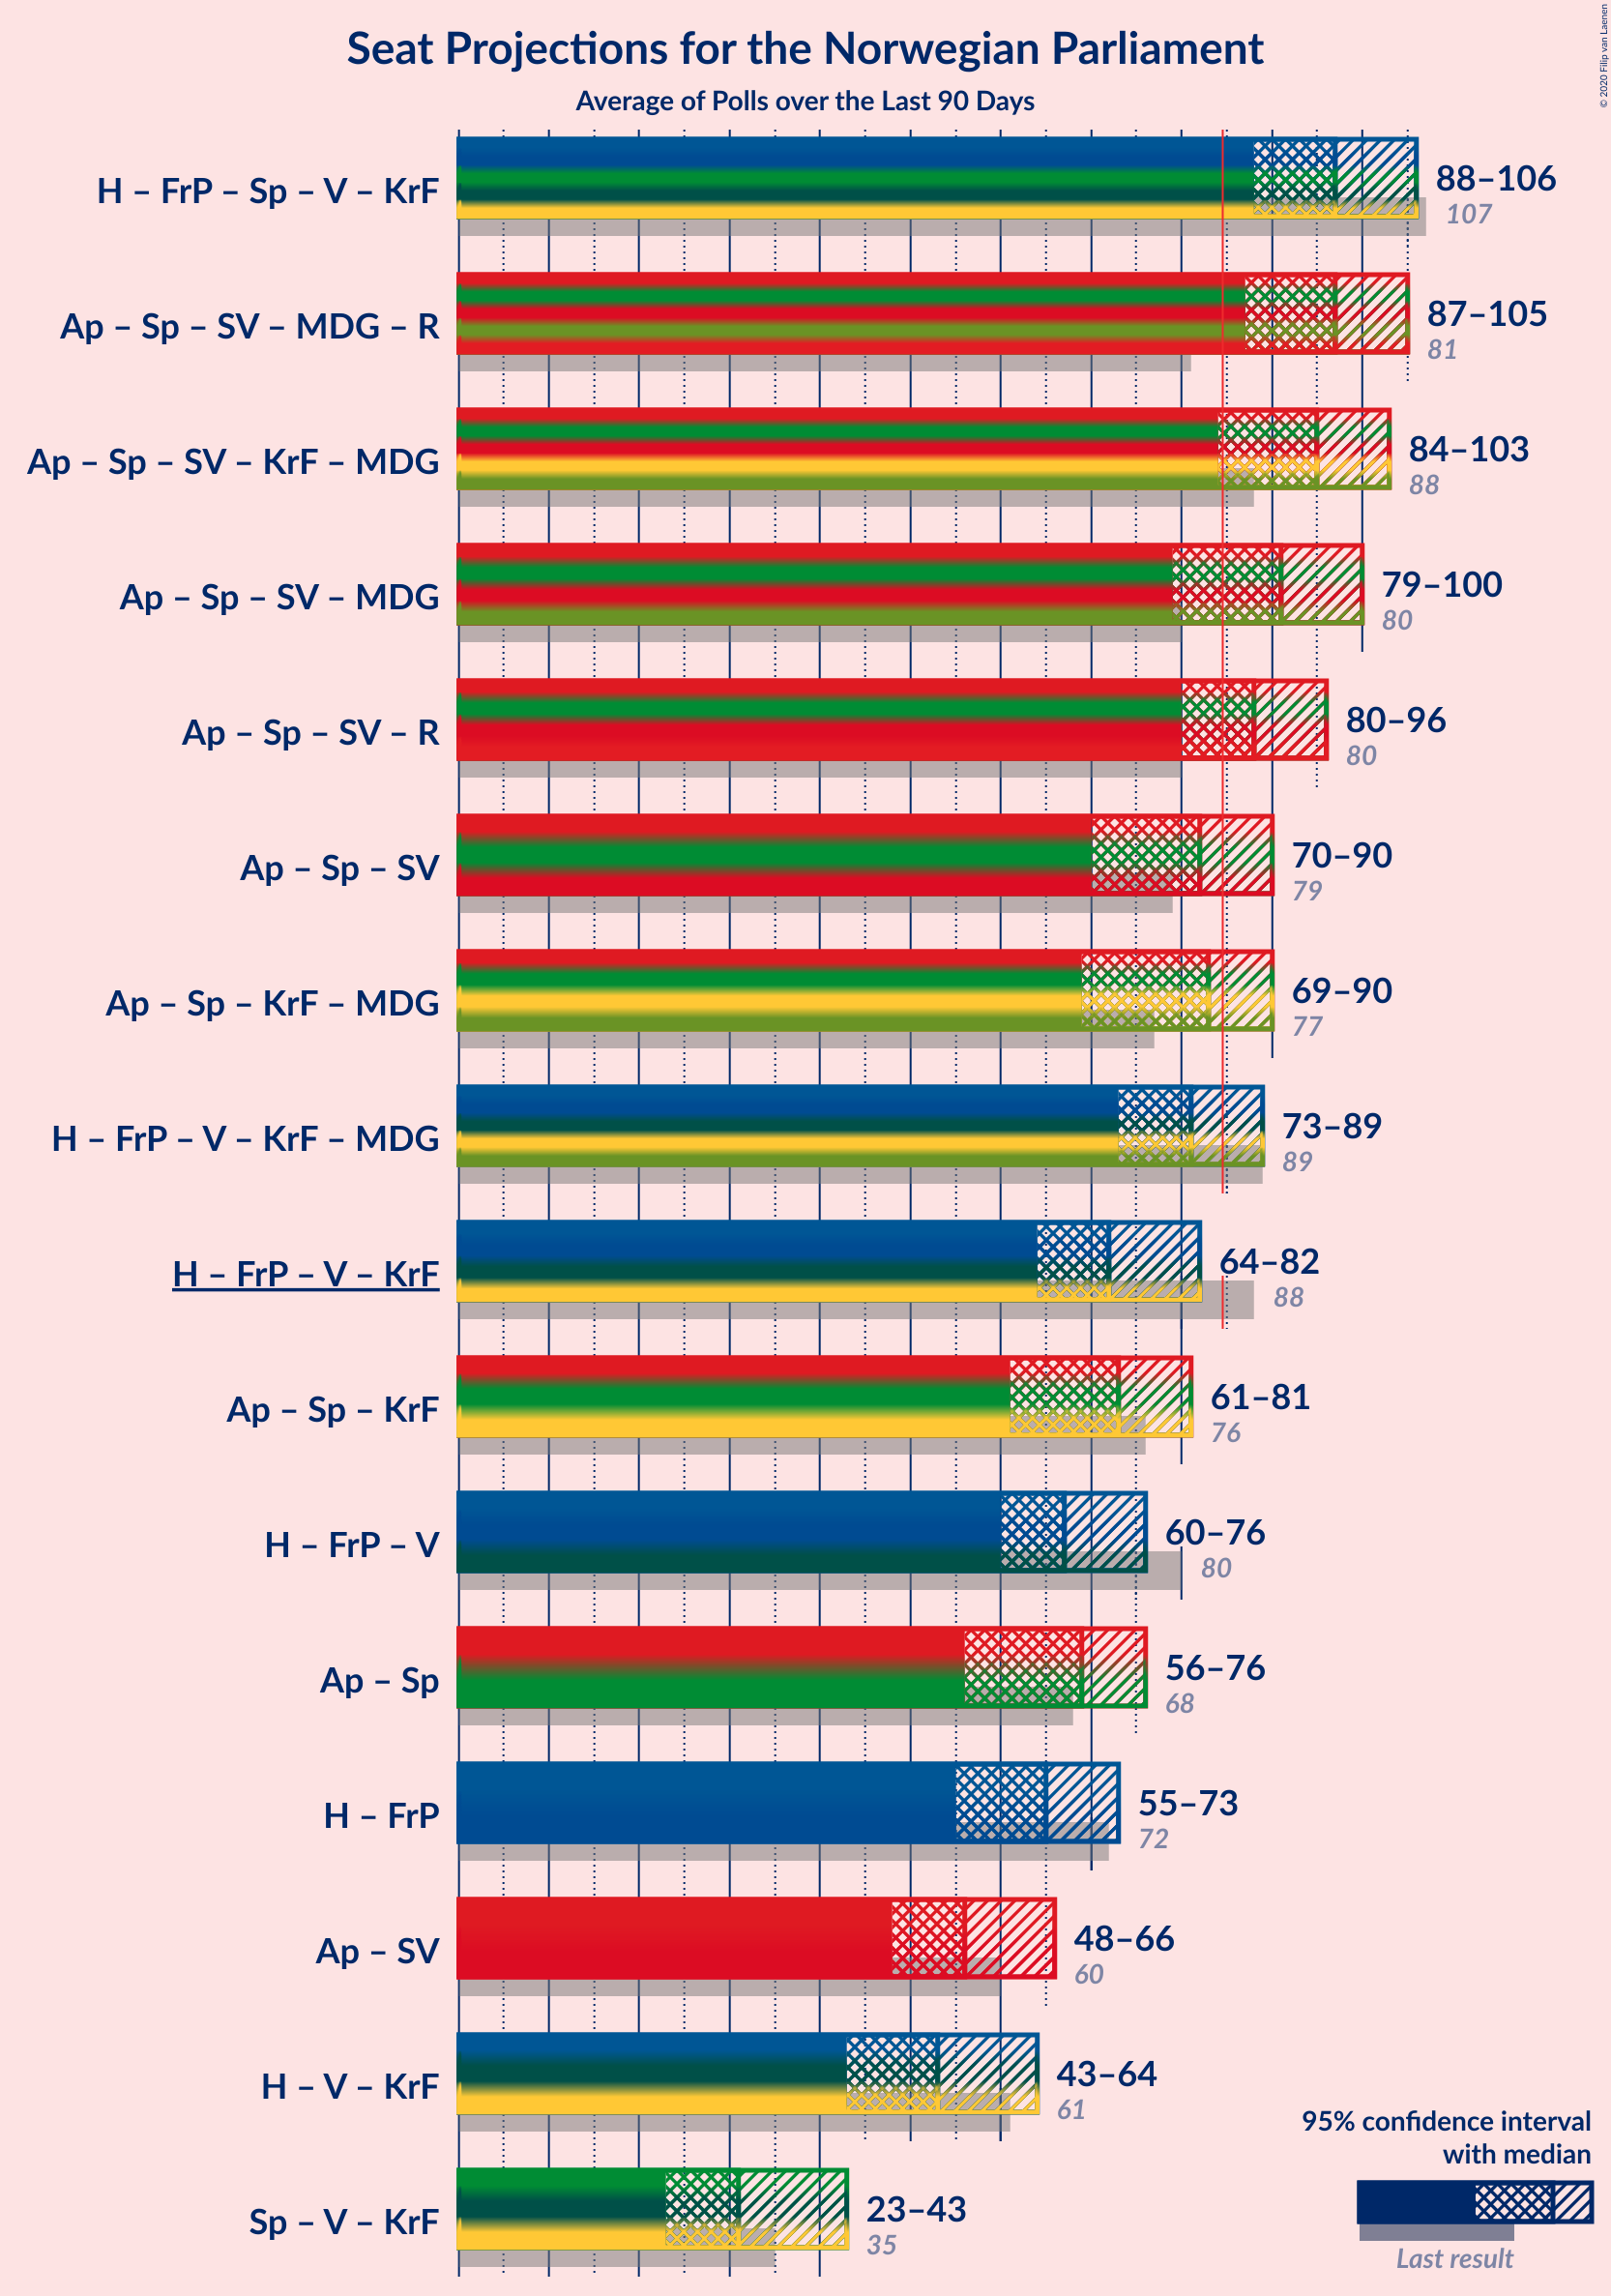 © 2020 Filip van Laenen
Seat Projections for the Norwegian Parliament
Average of Polls over the Last 90 Days
H – FrP – Sp – V – KrF
88–106
107
Ap – Sp – SV – MDG – R
87–105
81
Ap – Sp – SV – KrF – MDG
84–103
88
Ap – Sp – SV – MDG
79–100
80
Ap – Sp – SV – R
80–96
80
Ap – Sp – SV
70–90
79
Ap – Sp – KrF – MDG
69–90
77
H – FrP – V – KrF – MDG
73–89
89
H – FrP – V – KrF
64–82
88
Ap – Sp – KrF
61–81
76
H – FrP – V
60–76
80
Ap – Sp
56–76
68
H – FrP
55–73
72
Ap – SV
48–66
60
H – V – KrF
43–64
61
Sp – V – KrF
23–43
35
95% confidence interval
with median
Last result